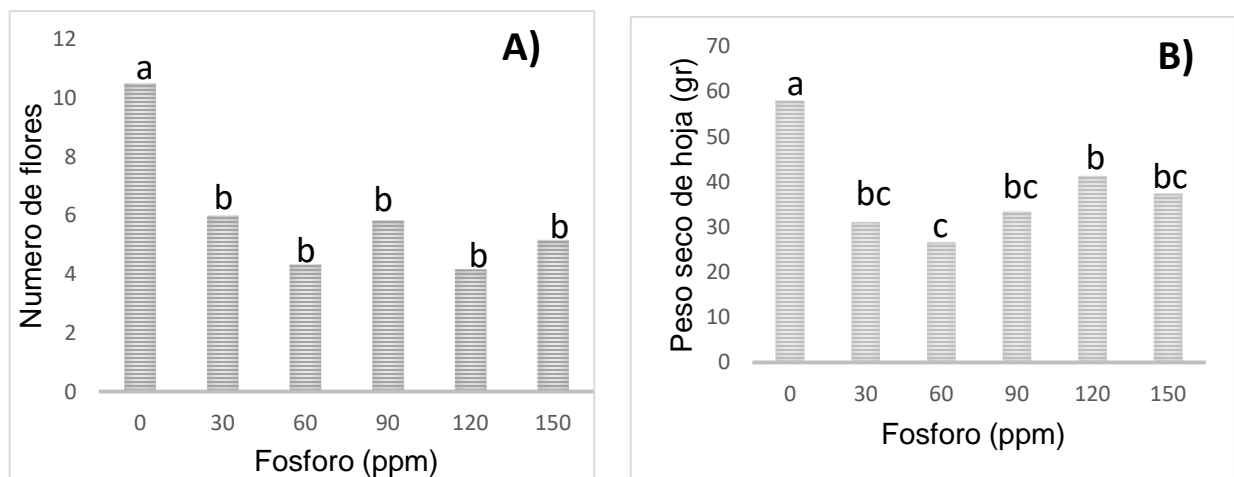 A)
Numero de flores
12
10
8
6
4
2
0
a
b
b
b
b
b
0 30 60 90 120 150
Fosforo (ppm)
B)
Peso seco de hoja (gr)
70
60
50
40
30
20
10
0
a
bc
c
bc
b
bc
0 30 60 90 120 150
Fosforo (ppm)